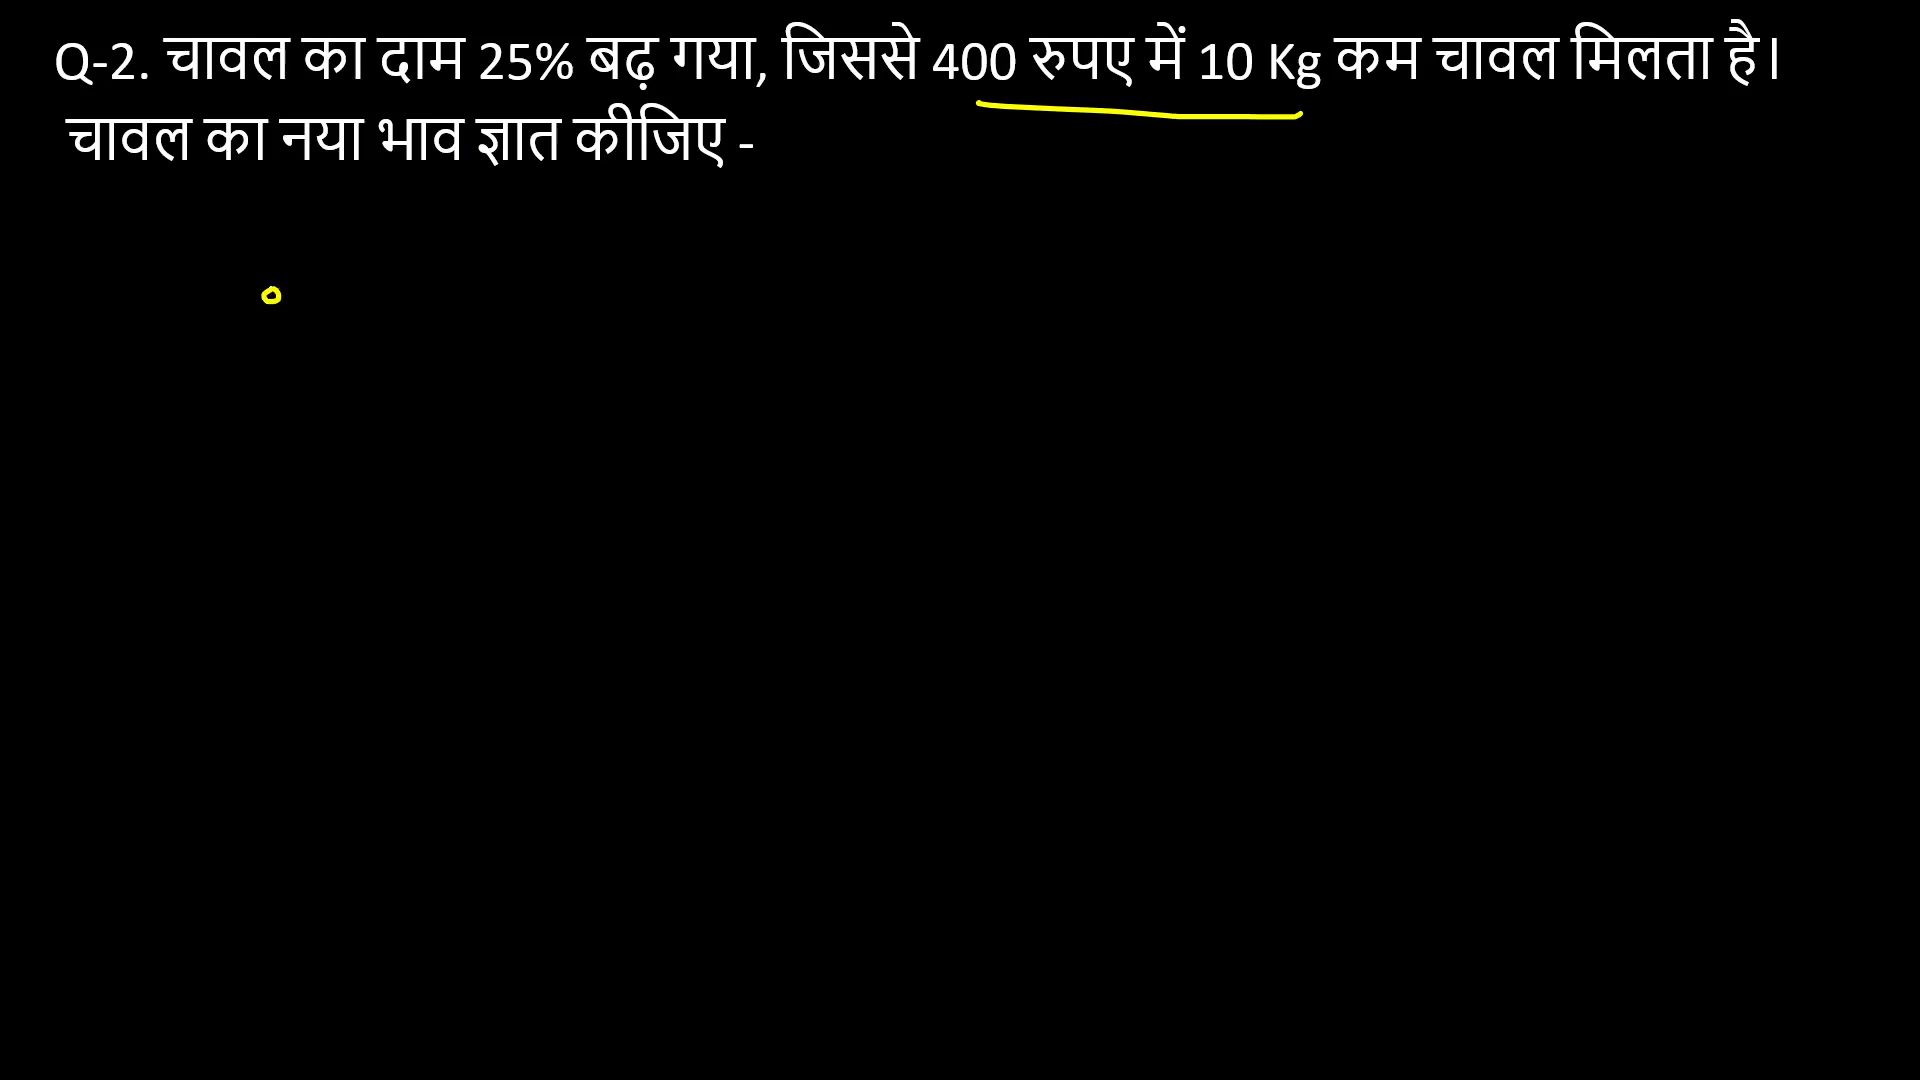 Q-2. चावल का दाम 25% बढ़ गया, जिससे 400 रुपए में 10 Kg कम चावल मिलता है।
चावल का नया भाव ज्ञात कीजिए -